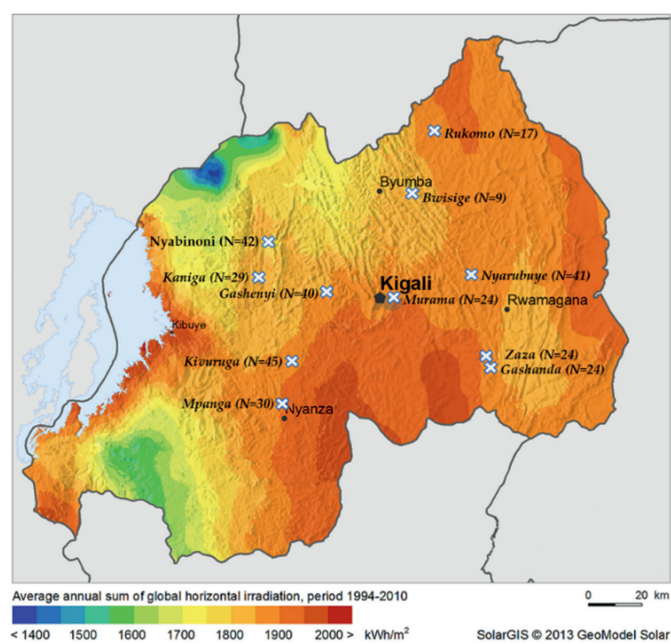 Rukomo (N=17)
Byumba
Bwisige (N=9)
Nyabinoni (N=42)
Kaniga (N=29)
Nyarubuye (N=41)
Gashenyi (N=40)
Kigali
Murama (N=24)
Rwamagana
Kibuye
Kivuruga (N=45)
Zaza (N=24)
Gashanda (N=24)
Mpanga (N=30)
Nyanza
Average annual sum of global horizontal irradiation, period 1994-2010
0 20 km
< 1400 1500 1600 1700 1800 1900 2000 > kWh/m²
SolarGIS © 2013 GeoModel Solar